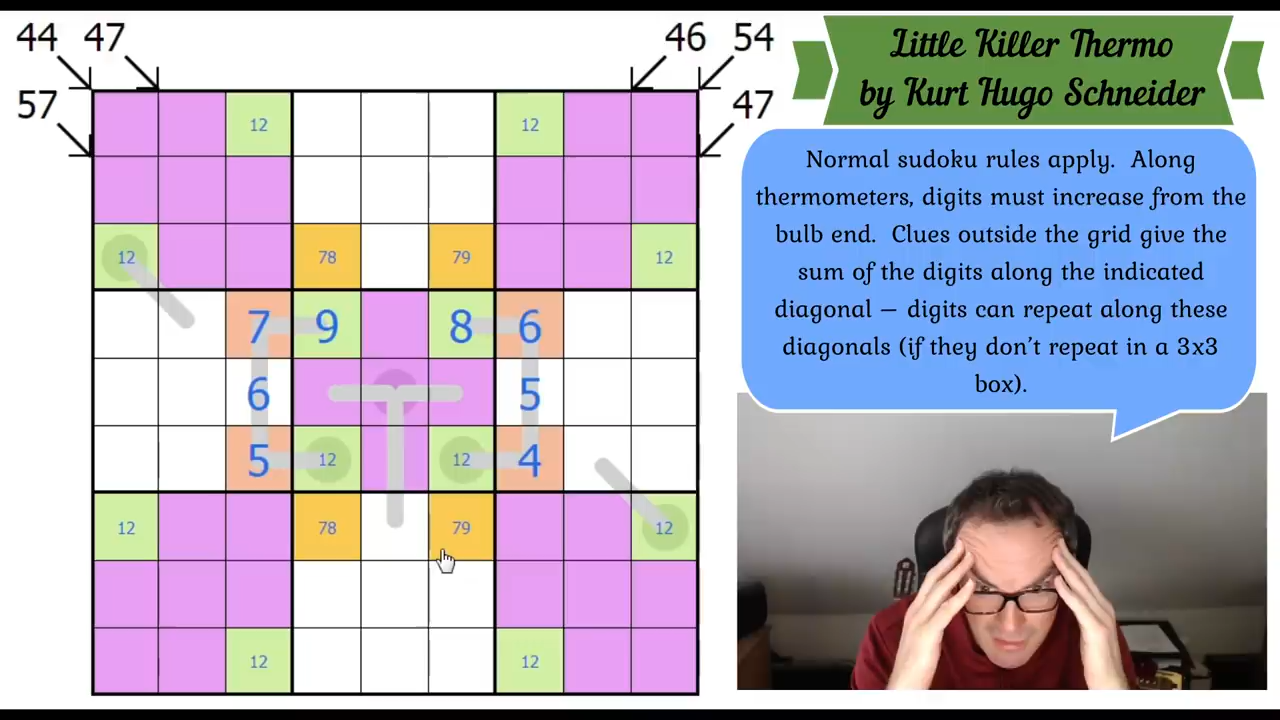 44 47
46 54
57
47
12 12
12 78 79 12
7 9 8 6
6 5
5 12 12 4
12 78 79 12
12 12
Little Killer Thermo
by Kurt Hugo Schneider
Normal sudoku rules apply. Along
thermometers, digits must increase from the
bulb end. Clues outside the grid give the
sum of the digits along the indicated
diagonal – digits can repeat along these
diagonals (if they don't repeat in a 3x3
box).